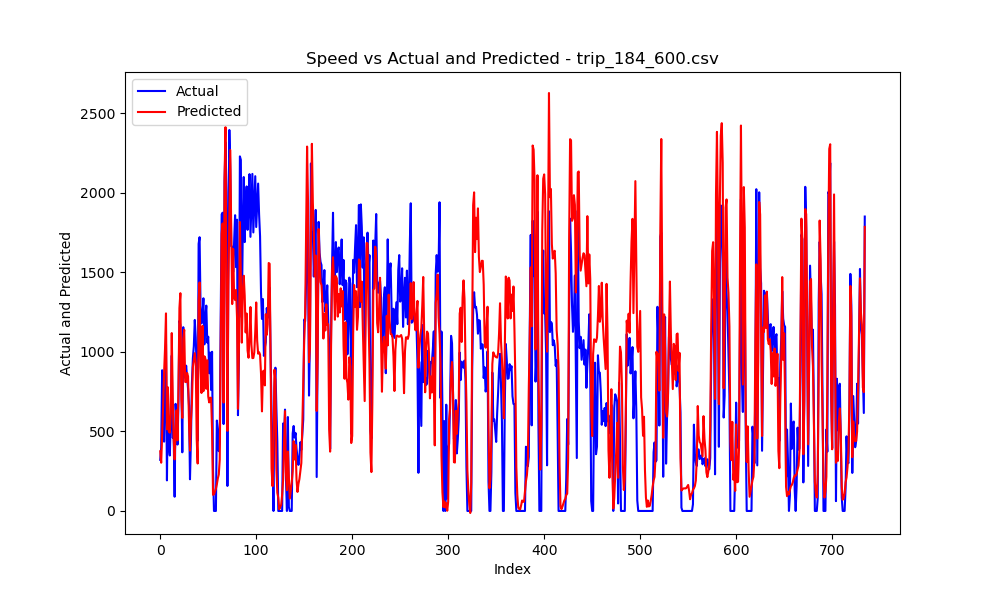 Speed vs Actual and Predicted - trip_184_600.csv
Actual
Predicted
2500
2000
1500
1000
500
0
Actual and Predicted
0 100 200 300 400 500 600 700
Index